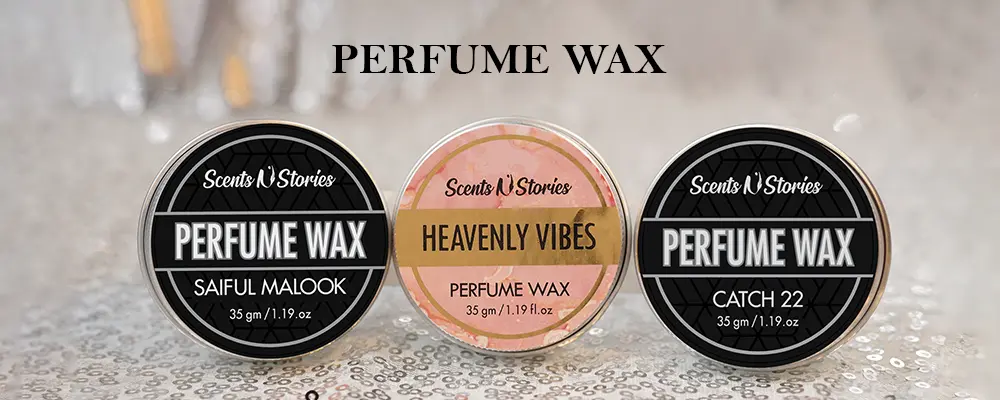 PERFUME WAX
Scents N Stories
PERFUME WAX
SAIFUL MALOOK
35 gm / 1.19.oz
Scents N Stories
HEAVENLY VIBES
PERFUME WAX
35 gm / 1.19 fl.oz
Scents N Stories
PERFUME WAX
CATCH 22
35 gm / 1.19.oz